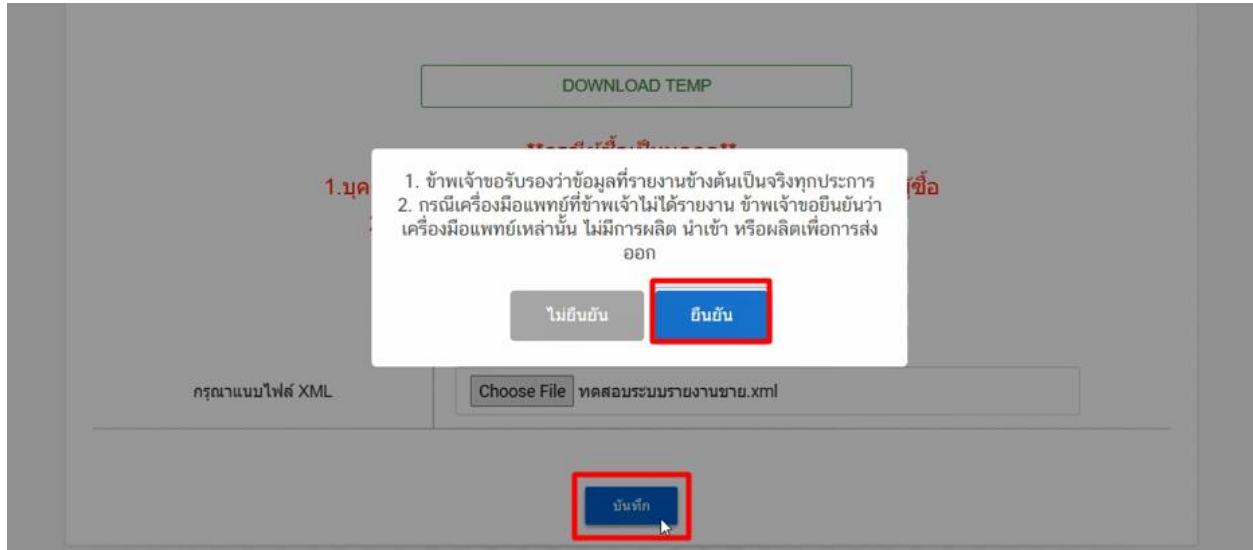 DOWNLOAD TEMP
1. ข้าพเจ้าขอรับรองว่าข้อมูลที่รายงานข้างต้นเป็นจริงทุกประการ
2. กรณีเครื่องมือแพทย์ที่ข้าพเจ้าไม่ได้รายงาน ข้าพเจ้าขอยืนยันว่า
เครื่องมือแพทย์เหล่านั้น ไม่มีการผลิต นำเข้า หรือผลิตเพื่อการส่ง
ออก
ไม่ยืนยัน ยืนยัน
กรุณาแนบไฟล์ XML Choose File ทดสอบระบบรายงานขาย.xml
บันทึก